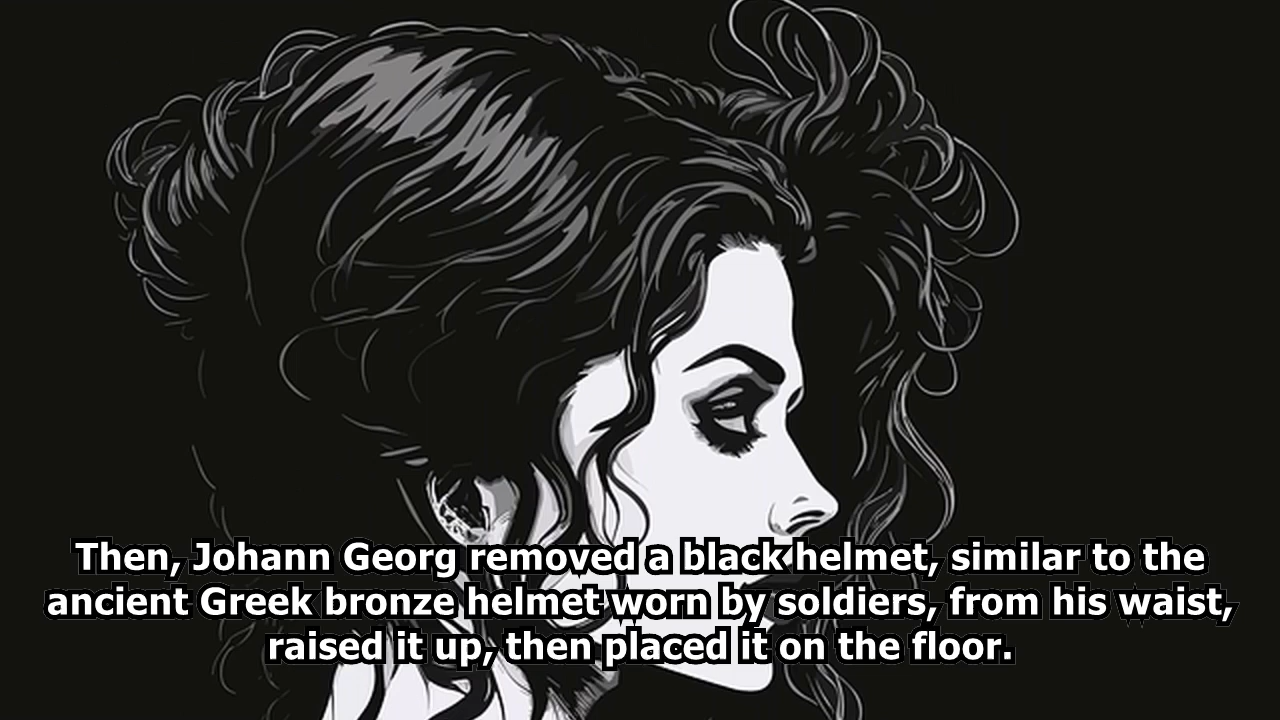 Then, Johann Georg removed a black helmet, similar to the
ancient Greek bronze helmet worn by soldiers, from his waist,
raised it up, then placed it on the floor.